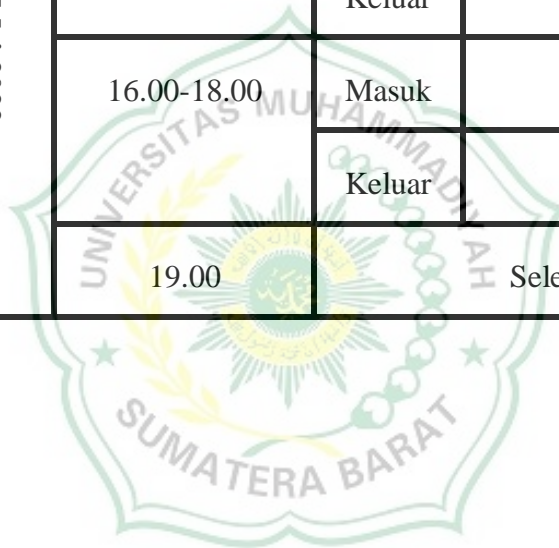 Keluar
16.00-18.00 Masuk
Keluar
19.00
UNIVERSITAS MUHAMMADIYAH
SUMATERA BARAT